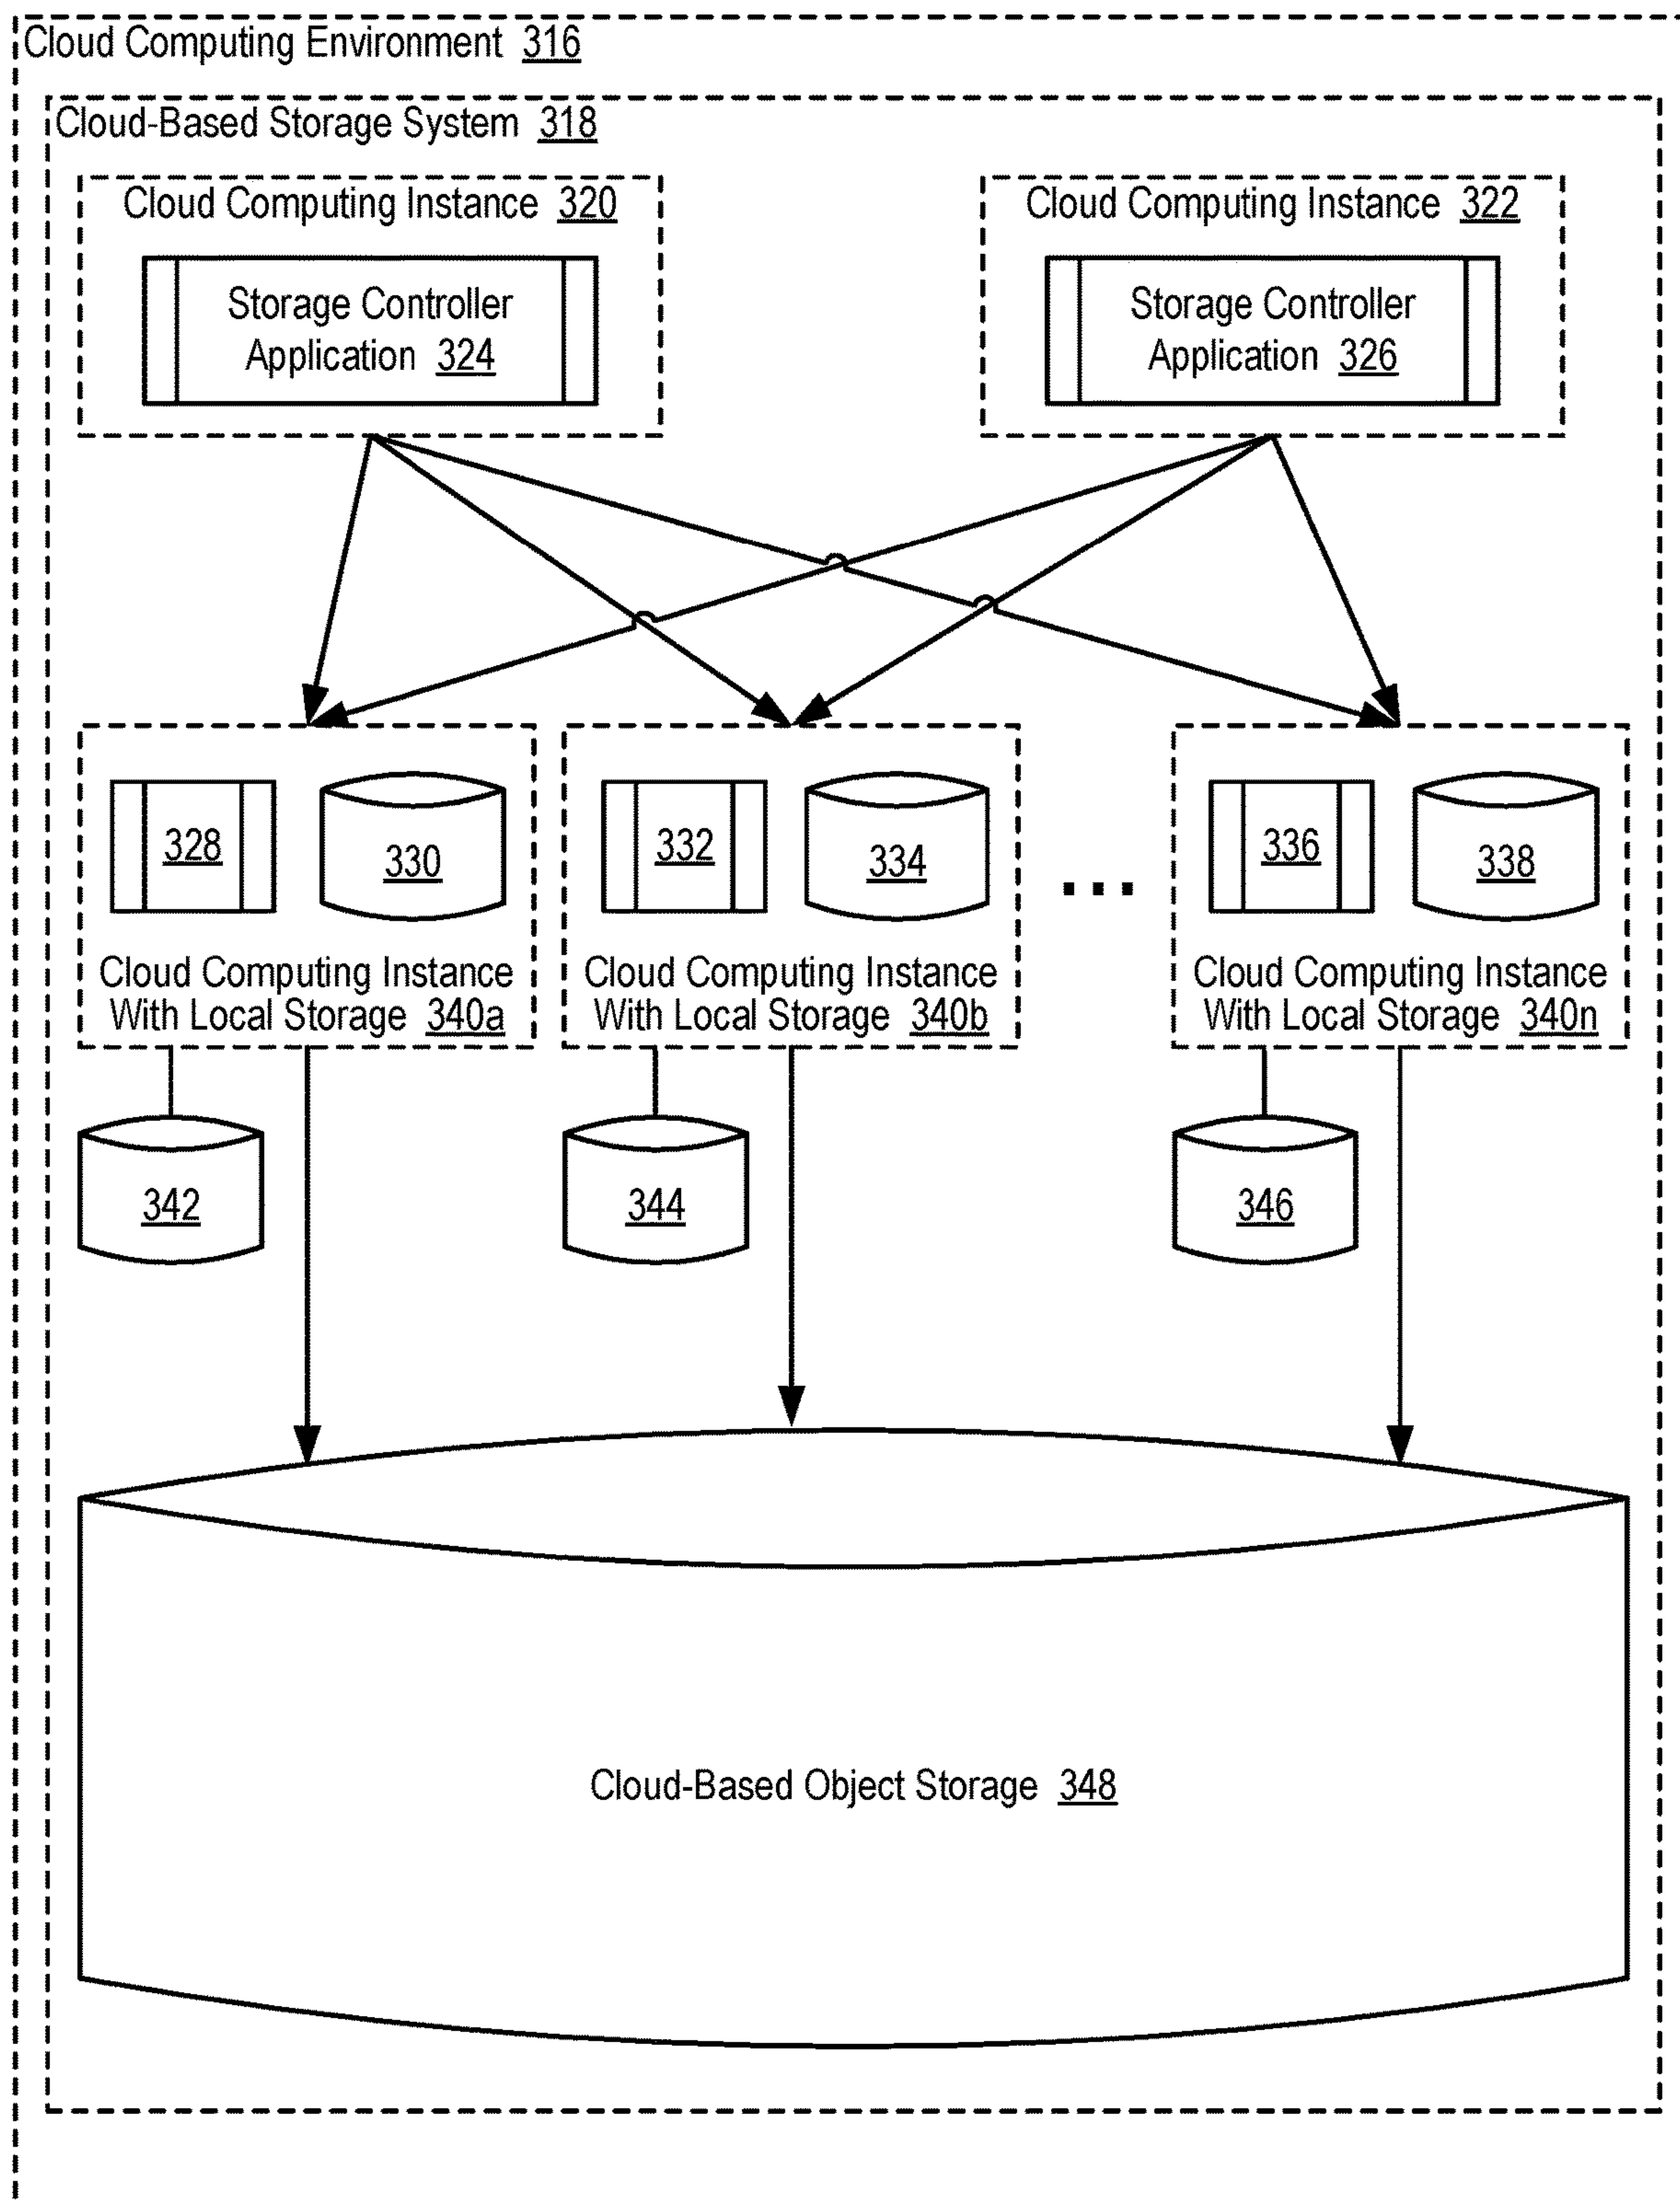 Cloud Computing Environment 316
Cloud-Based Storage System 318
Cloud Computing Instance 320
Storage Controller
Application 324
Cloud Computing Instance 322
Storage Controller
Application 326
328
330
Cloud Computing Instance
With Local Storage 340a
332
334
Cloud Computing Instance
With Local Storage 340b
...
336
338
Cloud Computing Instance
With Local Storage 340n
342
344
346
Cloud-Based Object Storage 348